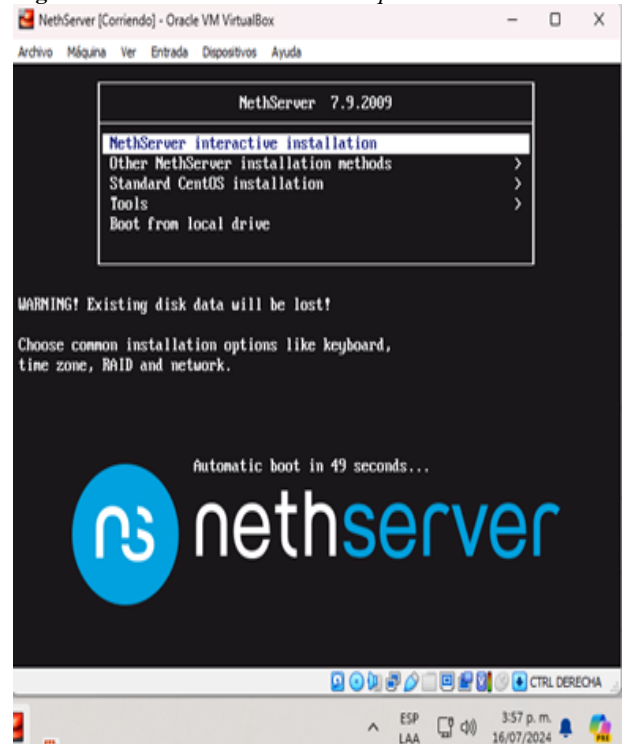 NethServer [Corriendo] - Oracle VM VirtualBox
Archivo Máquina Ver Entrada Dispositivos Ayuda
NethServer 7.9.2009
NethServer interactive installation
Other NethServer installation methods >
Standard CentOS installation >
Tools >
Boot from local drive
WARNING! Existing disk data will be lost!
Choose common installation options like keyboard,
time zone, RAID and network.
Automatic boot in 49 seconds...
ns nethserver
CTRL DERECHA
ESP
LAA
3:57 p. m.
16/07/2024
PRE